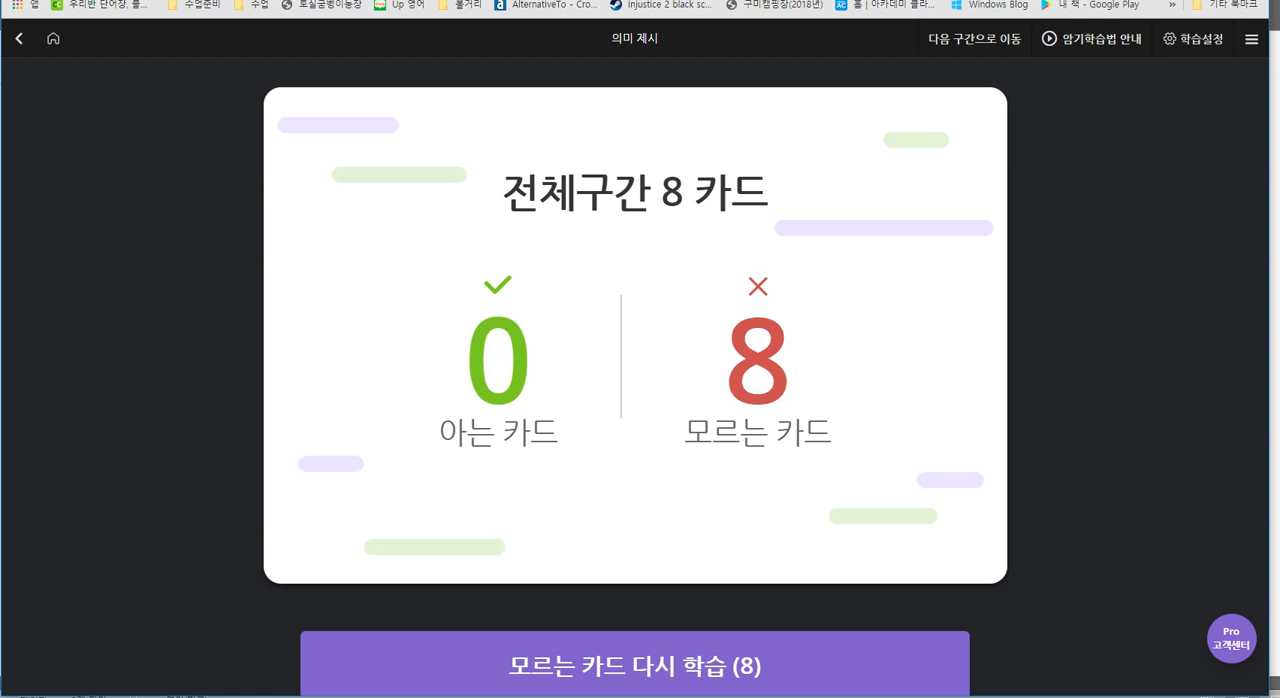 앱 우리반 단어장, 클... 수업준비 수업 토실금붕이농장 Up 영어 볼거리 AlternativeTo - Cro... injustice 2 black sc... 구미캠핑장(2018년) 홈 | 아카데미 클라... Windows Blog 내 책 - Google Play » 기타 북마크
의미 제시 다음 구간으로 이동 암기학습법 안내 학습설정
전체구간 8 카드
0 8
아는 카드 모르는 카드
Pro
고객센터
모르는 카드 다시 학습 (8)